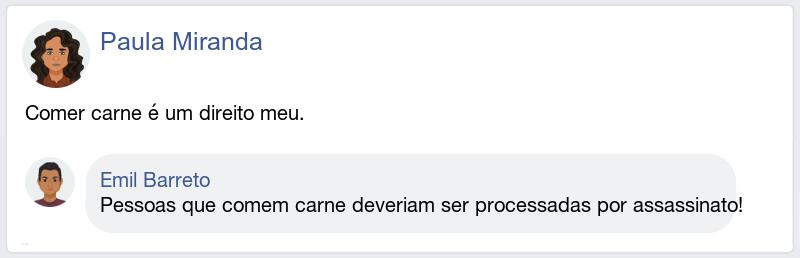 Paula Miranda
Comer carne é um direito meu.
Emil Barreto
Pessoas que comem carne deveriam ser processadas por assassinato!